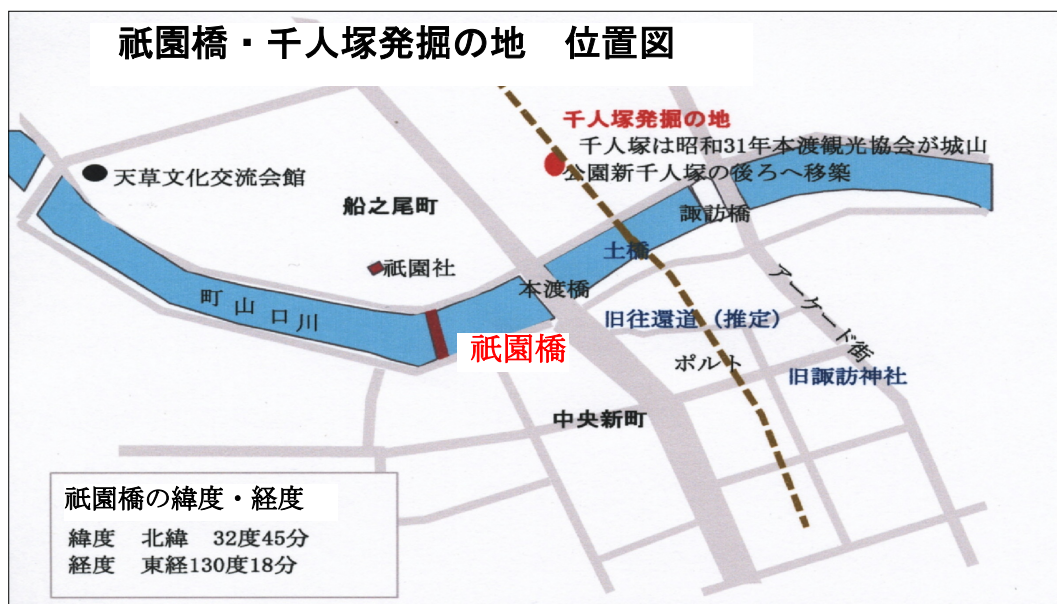 祇園橋・千人塚発掘の地　位置図
千人塚発掘の地
千人塚は昭和31年本渡観光協会が城山
公園新千人塚の後ろへ移築
天草文化交流会館
船之尾町
諏訪橋
土橋
祇園社
本渡橋
町山口川
祇園橋
旧往還道（推定）
アーケード街
ポルト
旧諏訪神社
中央新町
祇園橋の緯度・経度
緯度　北緯　32度45分
経度　東経130度18分